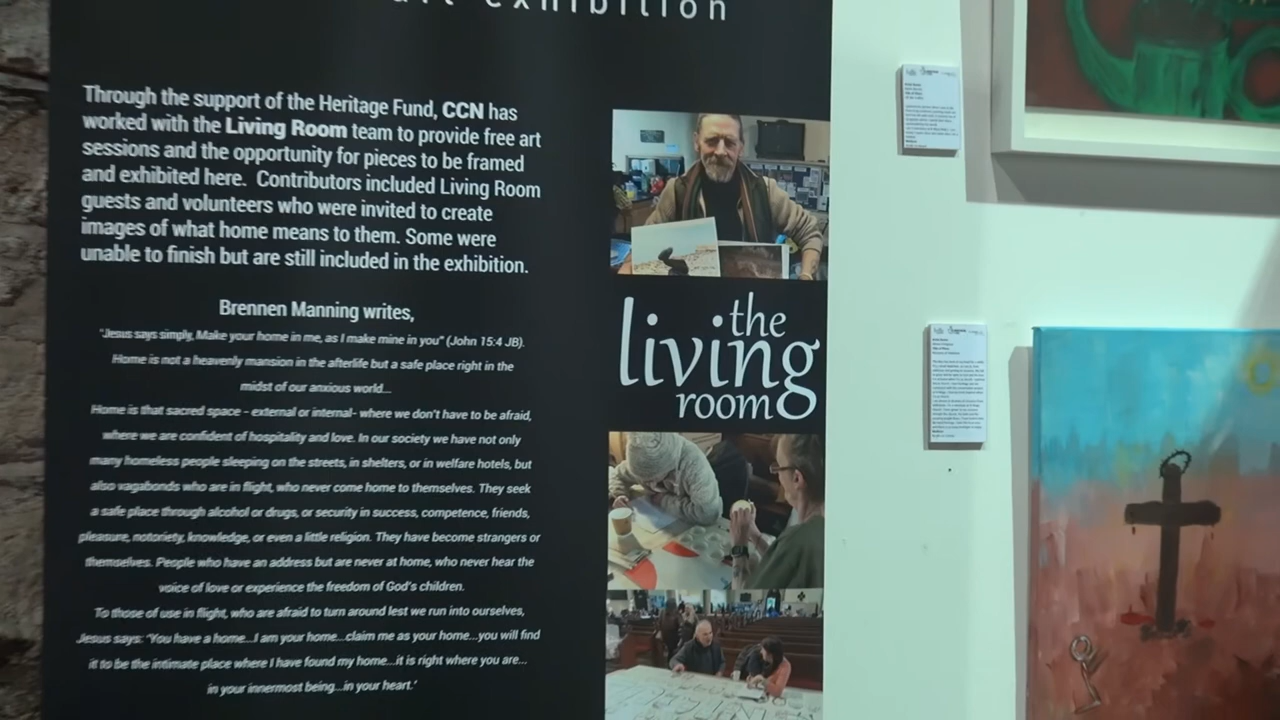 art exhibition
Through the support of the Heritage Fund, CCN has
worked with the Living Room team to provide free art
sessions and the opportunity for pieces to be framed
and exhibited here. Contributors included Living Room
guests and volunteers who were invited to create
images of what home means to them. Some were
unable to finish but are still included in the exhibition.
Brennen Manning writes,
"Jesus says simply, Make your home in me, as I make mine in you" (John 15:4 JB).
Home is not a heavenly mansion in the afterlife but a safe place right in the
midst of our anxious world...
Home is that sacred space - external or internal- where we don't have to be afraid,
where we are confident of hospitality and love. In our society we have not only
many homeless people sleeping on the streets, in shelters, or in welfare hotels, but
also vagabonds who are in flight, who never come home to themselves. They seek
a safe place through alcohol or drugs, or security in success, competence, friends,
pleasure, notoriety, knowledge, or even a little religion. They have become strangers or
themselves. People who have an address but are never at home, who never hear the
voice of love or experience the freedom of God's children.
To those of use in flight, who are afraid to turn around lest we run into ourselves,
Jesus says: 'You have a home...I am your home...claim me as your home...you will find
it to be the intimate place where I have found my home...it is right where you are...
in your innermost being...in your heart.'
the
living
room